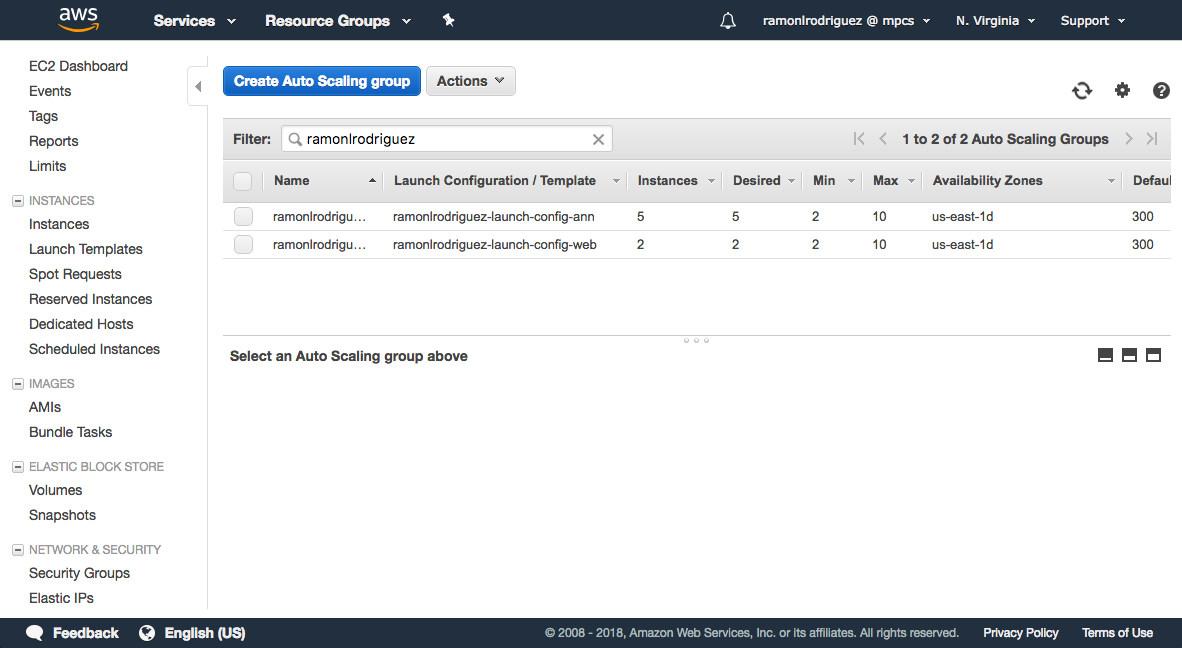 aws Services Resource Groups ramonlrodriguez @ mpcs N. Virginia Support
EC2 Dashboard
Events
Tags
Reports
Limits
INSTANCES
Instances
Launch Templates
Spot Requests
Reserved Instances
Dedicated Hosts
Scheduled Instances
IMAGES
AMIs
Bundle Tasks
ELASTIC BLOCK STORE
Volumes
Snapshots
NETWORK & SECURITY
Security Groups
Elastic IPs
Create Auto Scaling group Actions
Filter: ramonlrodriguez 1 to 2 of 2 Auto Scaling Groups
Name Launch Configuration / Template Instances Desired Min Max Availability Zones Defau
ramonlrodrigu… ramonlrodriguez-launch-config-ann 5 5 2 10 us-east-1d 300
ramonlrodrigu… ramonlrodriguez-launch-config-web 2 2 2 10 us-east-1d 300
Select an Auto Scaling group above
Feedback English (US) © 2008 - 2018, Amazon Web Services, Inc. or its affiliates. All rights reserved. Privacy Policy Terms of Use